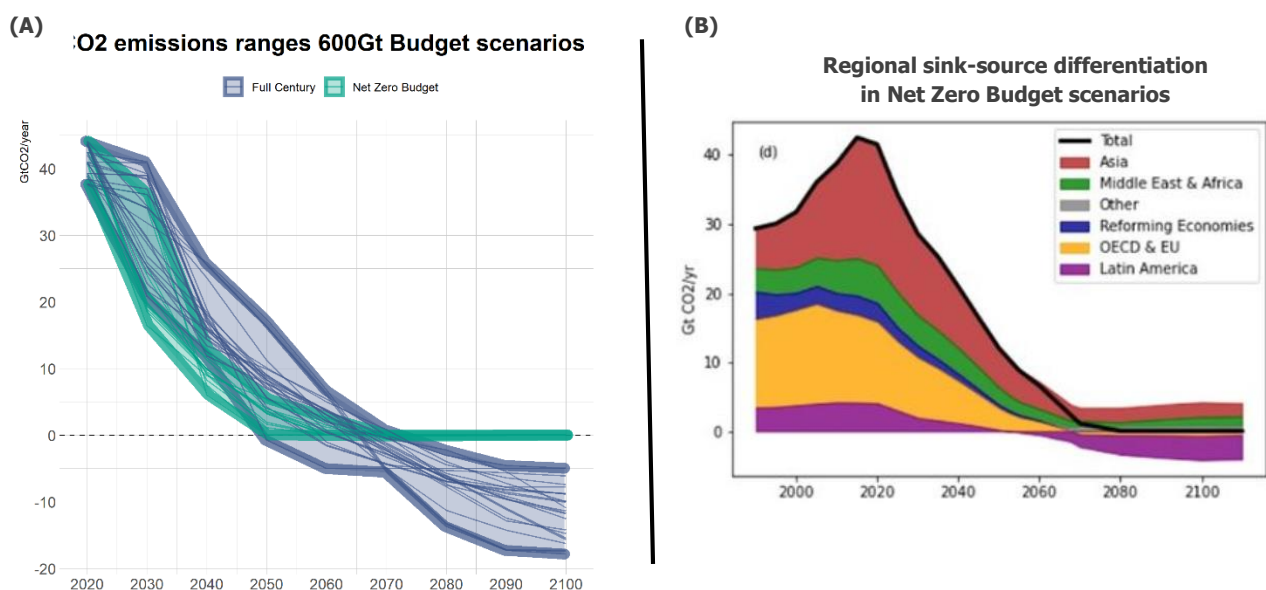 (A)
CO2 emissions ranges 600Gt Budget scenarios
Full Century
Net Zero Budget
GtCO2/year
40
30
20
10
0
-10
-20
2020 2030 2040 2050 2060 2070 2080 2090 2100
(B)
Regional sink-source differentiation
in Net Zero Budget scenarios
(d)
Total
Asia
Middle East & Africa
Other
Reforming Economies
OECD & EU
Latin America
Gt CO2/yr
40
30
20
10
0
2000 2020 2040 2060 2080 2100